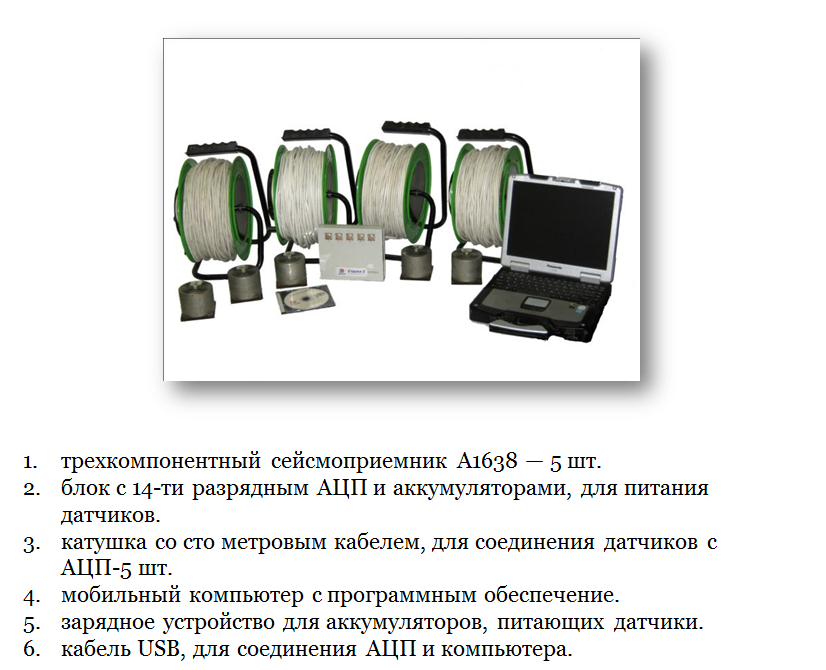 1. трехкомпонентный сейсмоприемник А1638 — 5 шт.
2. блок с 14-ти разрядным АЦП и аккумуляторами, для питания
датчиков.
3. катушка со сто метровым кабелем, для соединения датчиков с
АЦП-5 шт.
4. мобильный компьютер с программным обеспечение.
5. зарядное устройство для аккумуляторов, питающих датчики.
6. кабель USB, для соединения АЦП и компьютера.